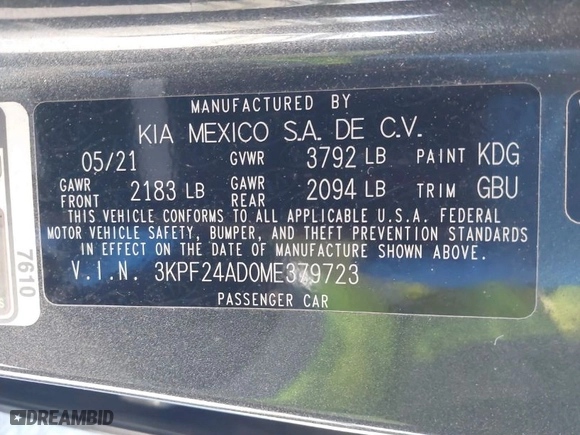 MANUFACTURED BY
KIA MEXICO S.A. DE C.V.
05/21 GVWR 3792 LB PAINT KDG
GAWR FRONT 2183 LB GAWR REAR 2094 LB TRIM GBU
THIS VEHICLE CONFORMS TO ALL APPLICABLE U.S.A. FEDERAL
MOTOR VEHICLE SAFETY, BUMPER, AND THEFT PREVENTION STANDARDS
IN EFFECT ON THE DATE OF MANUFACTURE SHOWN ABOVE.
V.I.N. 3KPF24AD0ME379723
PASSENGER CAR
7610
DREAMBID